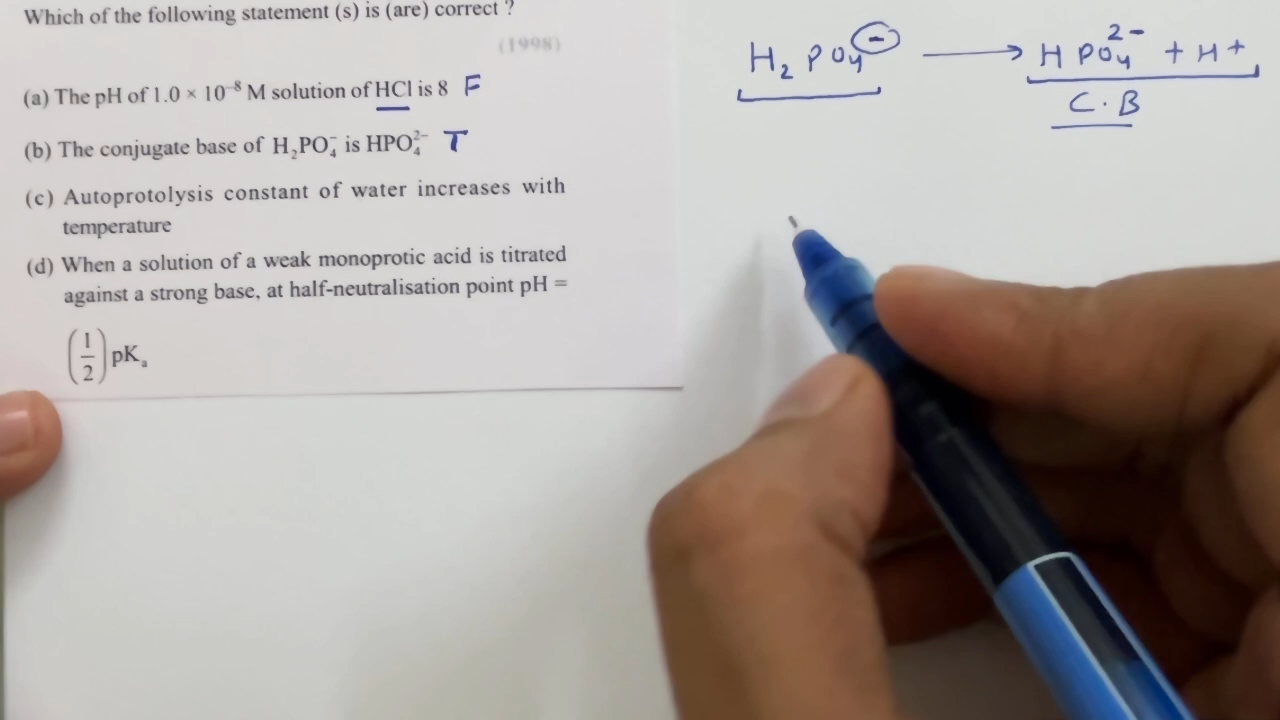 Which of the following statement (s) is (are) correct ?
(1998)
(a) The pH of 1.0 × 10⁻⁸ M solution of HCl is 8 F
(b) The conjugate base of H₂PO₄⁻ is HPO₄²⁻ T
(c) Autoprotolysis constant of water increases with
temperature
(d) When a solution of a weak monoprotic acid is titrated
against a strong base, at half-neutralisation point pH =
(1/2) pKₐ
H₂PO₄⁻ → HPO₄²⁻ + H⁺
C.B